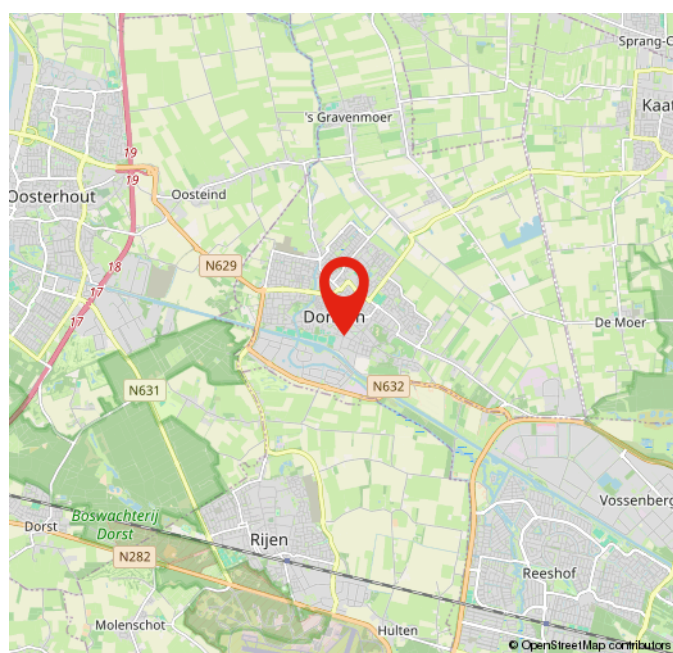 Sprang-C
Kaat
's Gravenmoer
19
19
Oosteind
Oosterhout
18
N629
17
17
De Moer
N632
N631
Vossenberg
Boswachterij
Dorst
Dorst
Rijen
N282
Reeshof
Molenschot
Hulten
© OpenStreetMap contributors